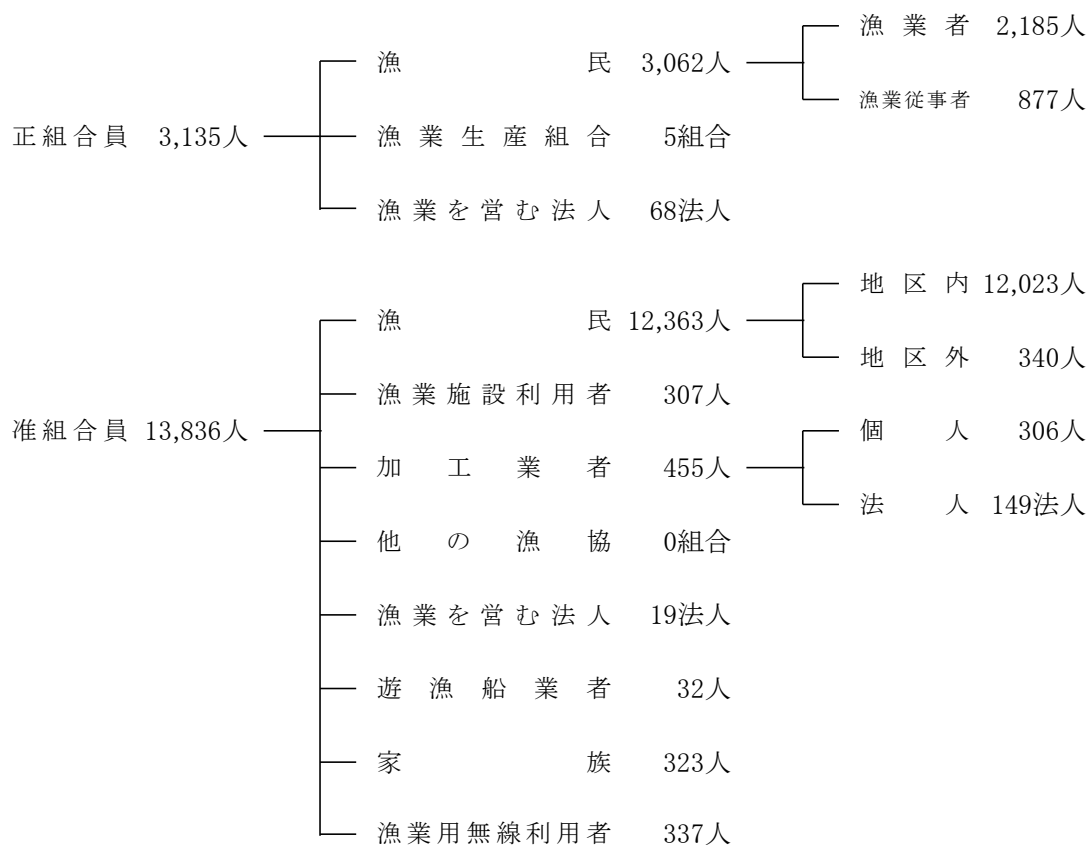 漁業者 2,185人
漁民 3,062人
漁業従事者 877人
正組合員 3,135人
漁業生産組合 5組合
漁業を営む法人 68法人
地区内 12,023人
漁民 12,363人
地区外 340人
漁業施設利用者 307人
准組合員 13,836人
個人 306人
加工業者 455人
法人 149法人
他の漁協 0組合
漁業を営む法人 19法人
遊漁船業者 32人
家族 323人
漁業用無線利用者 337人